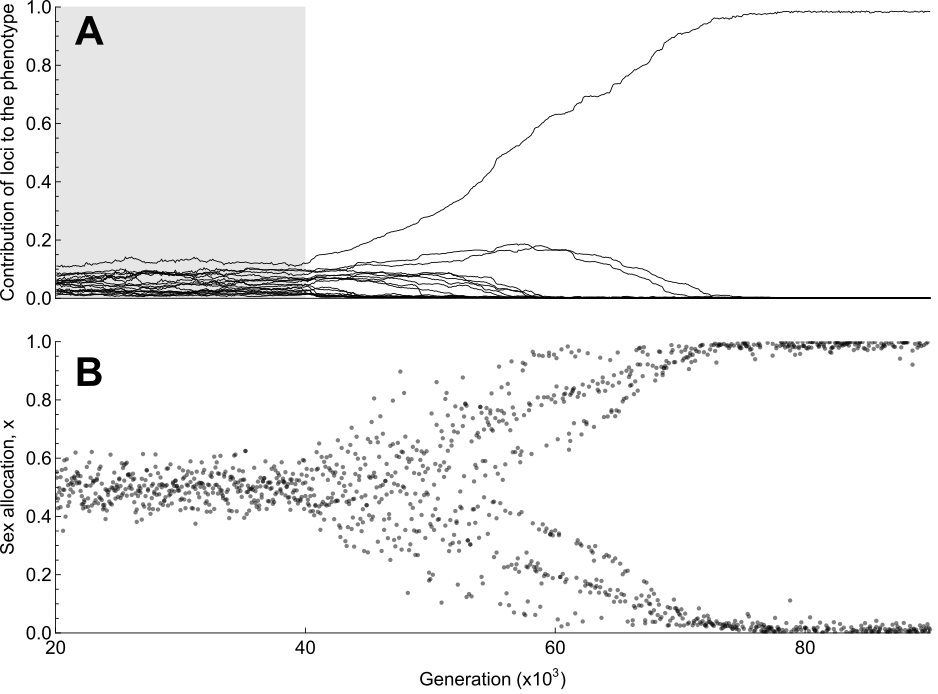 A
Contribution of loci to the phenotype
1.0
0.8
0.6
0.4
0.2
0.0
B
Sex allocation, x
1.0
0.8
0.6
0.4
0.2
0.0
20 40 60 80
Generation (x10³)